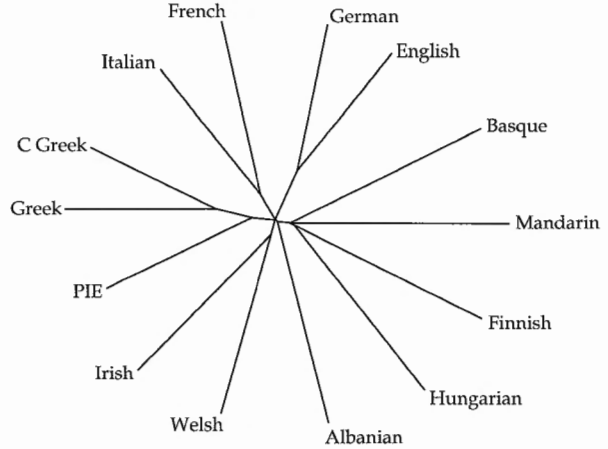 French
German
Italian
English
Basque
C Greek
Greek
Mandarin
PIE
Finnish
Irish
Hungarian
Welsh
Albanian